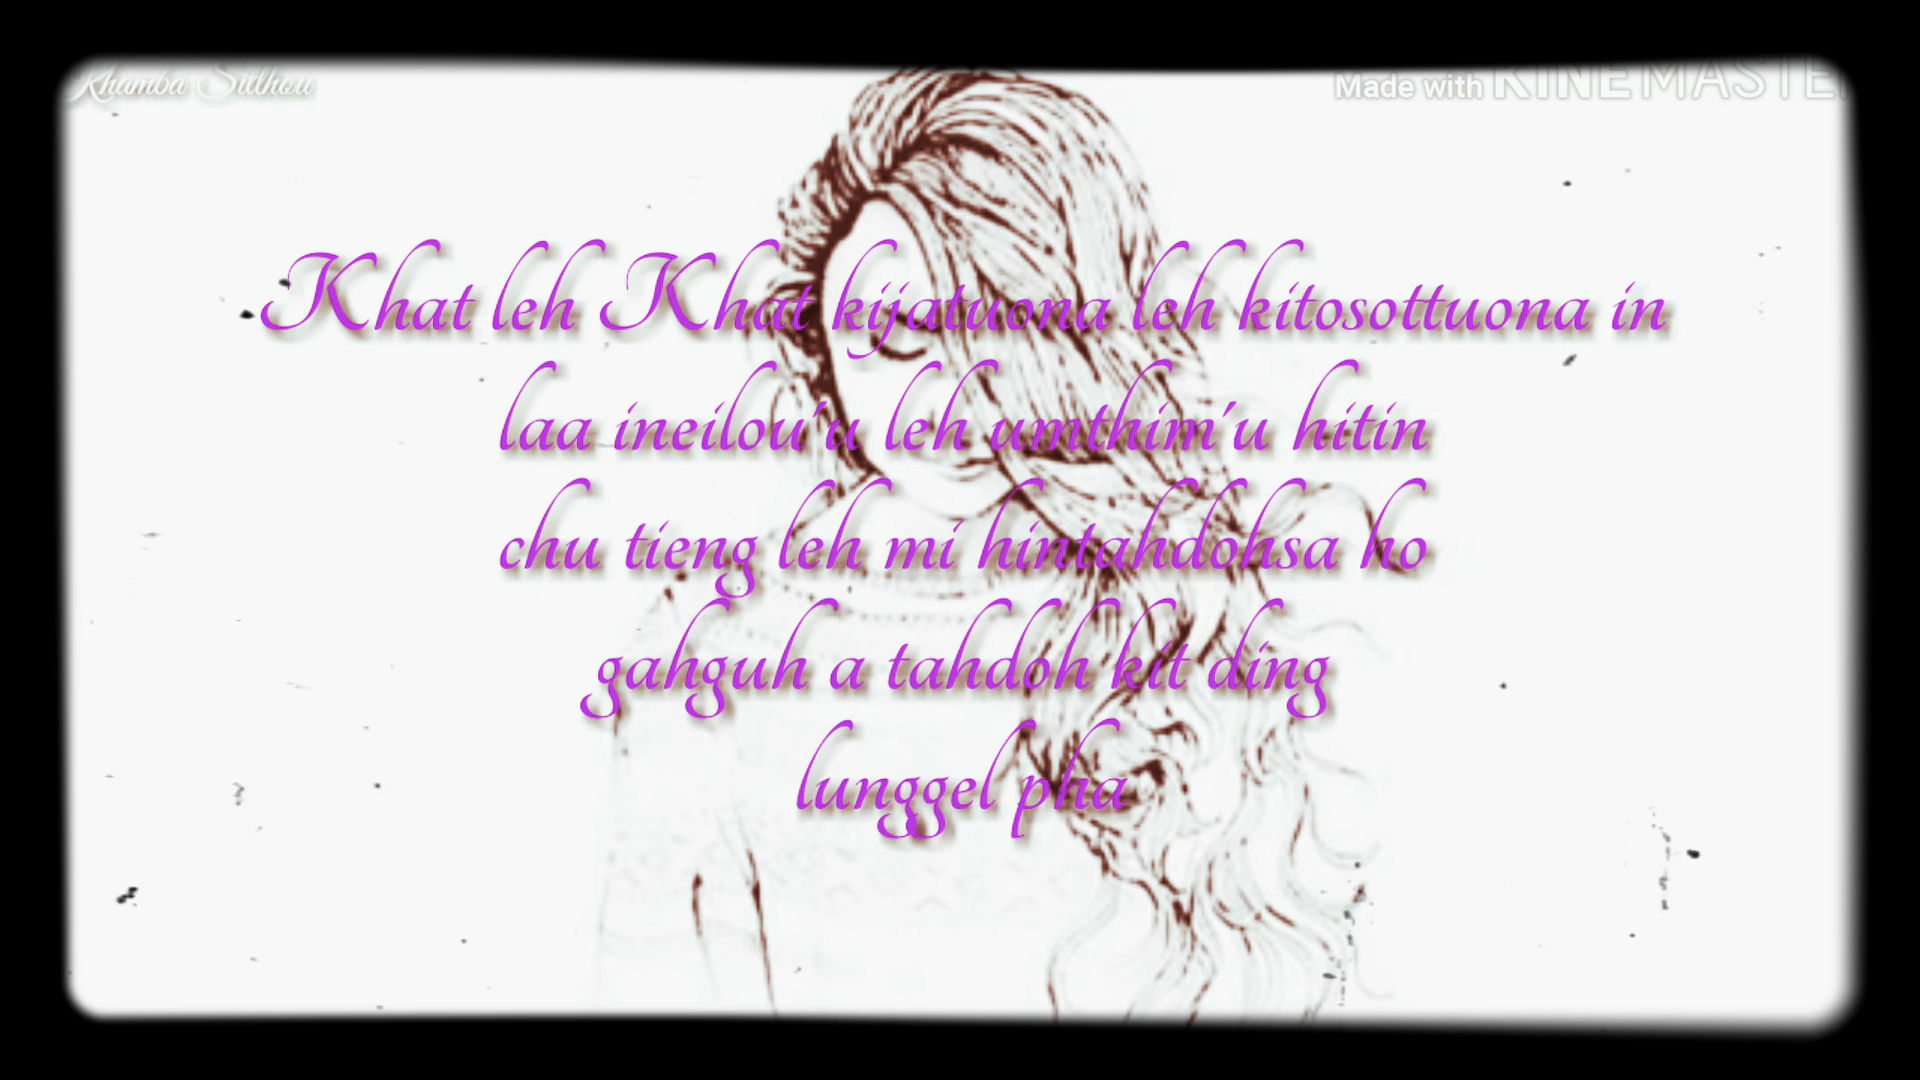 Khamba Sitlhou
Made with KINEMASTE
Khat leh Khat kijatuona leh kitosottuona in
laa ineilou'u leh umthim'u hitin
chu tieng leh mi hintahdohsa ho
gahguh a tahdoh kit ding
lunggel pha